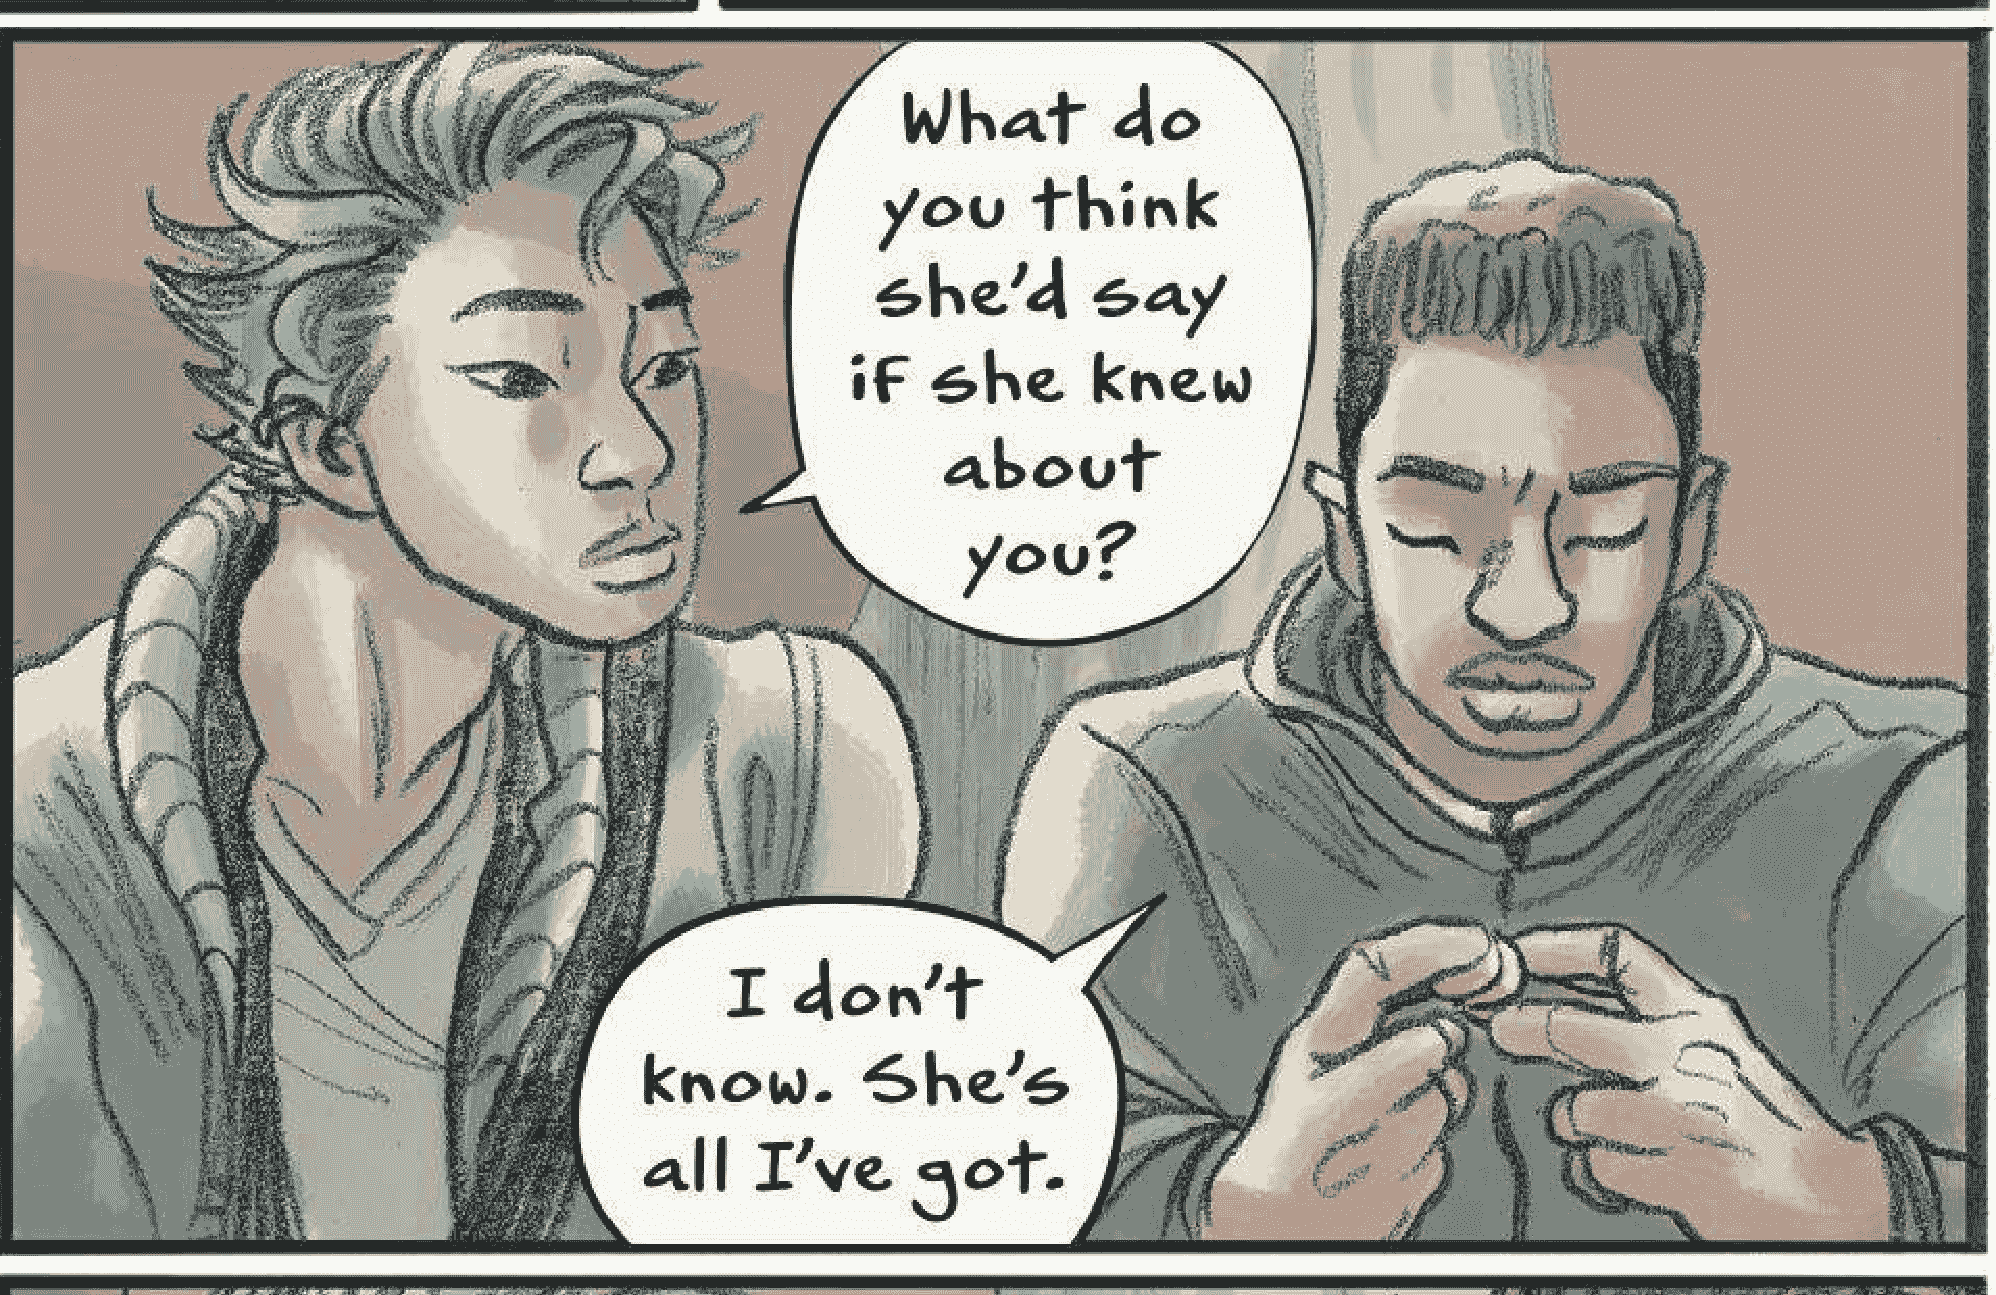 What do
you think
she'd say
if she knew
about
you?
I don't
know. She's
all I've got.